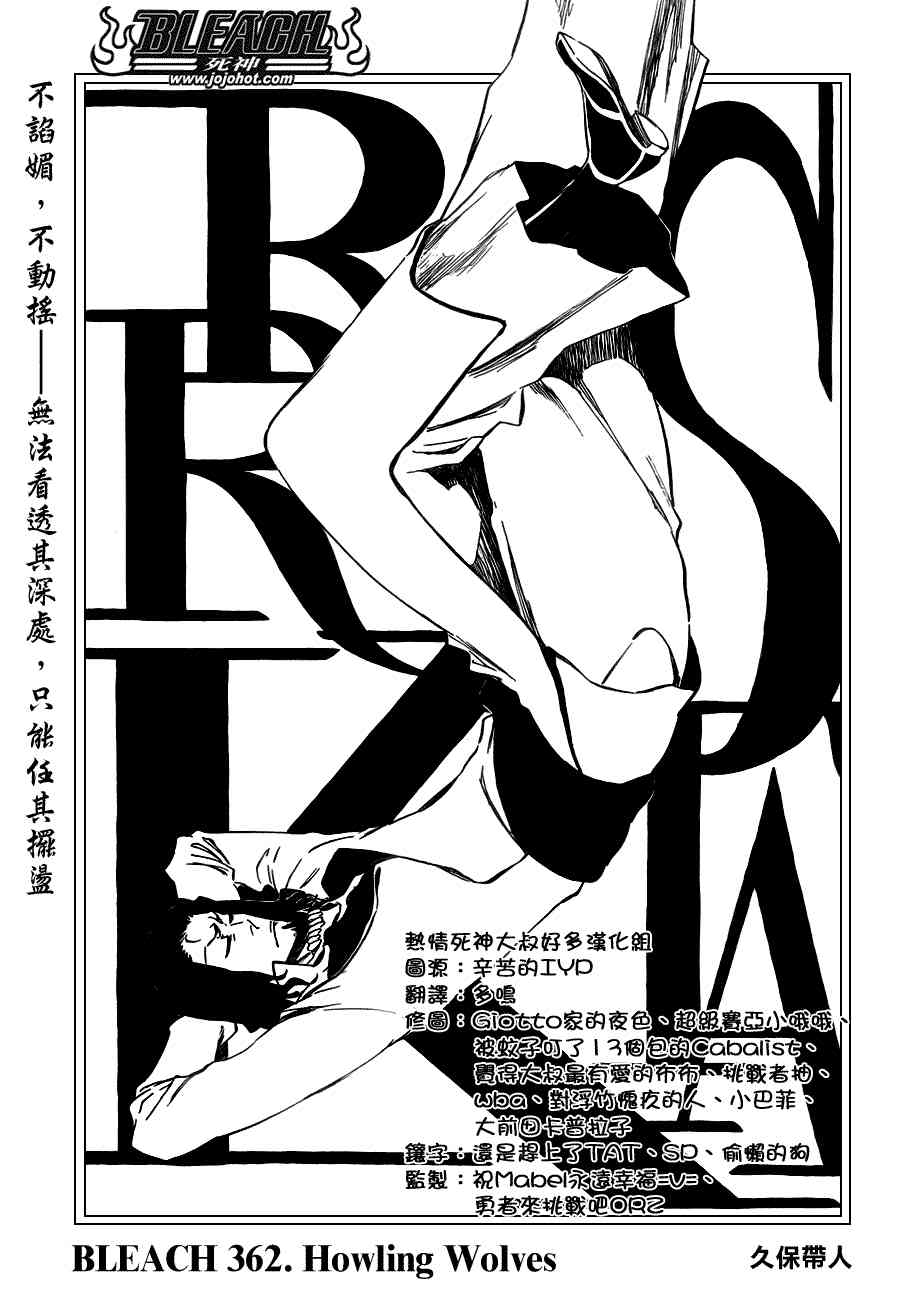 BLEACH
死神
www.jojohot.com
不諂媚，不動搖——無法看透其深處，只能任其擺盪
熱情死神大叔好多漢化組
圖源：辛苦的IYD
翻譯：多鳴
修圖：Giotto家的夜色、超級賽亞小哦哦、
被蚊子叮了13個包的Cabalist、
覺得大叔最有愛的布布、挑戰者抽、
wba、對浮竹傀夜的人、小巴菲、
大前田卡普拉子
鑲字：還是趕上了TAT、SP、偷懶的狗
監製：祝Mabel永遠幸福=v=、
勇者來挑戰吧ORZ
BLEACH 362. Howling Wolves
久保帶人